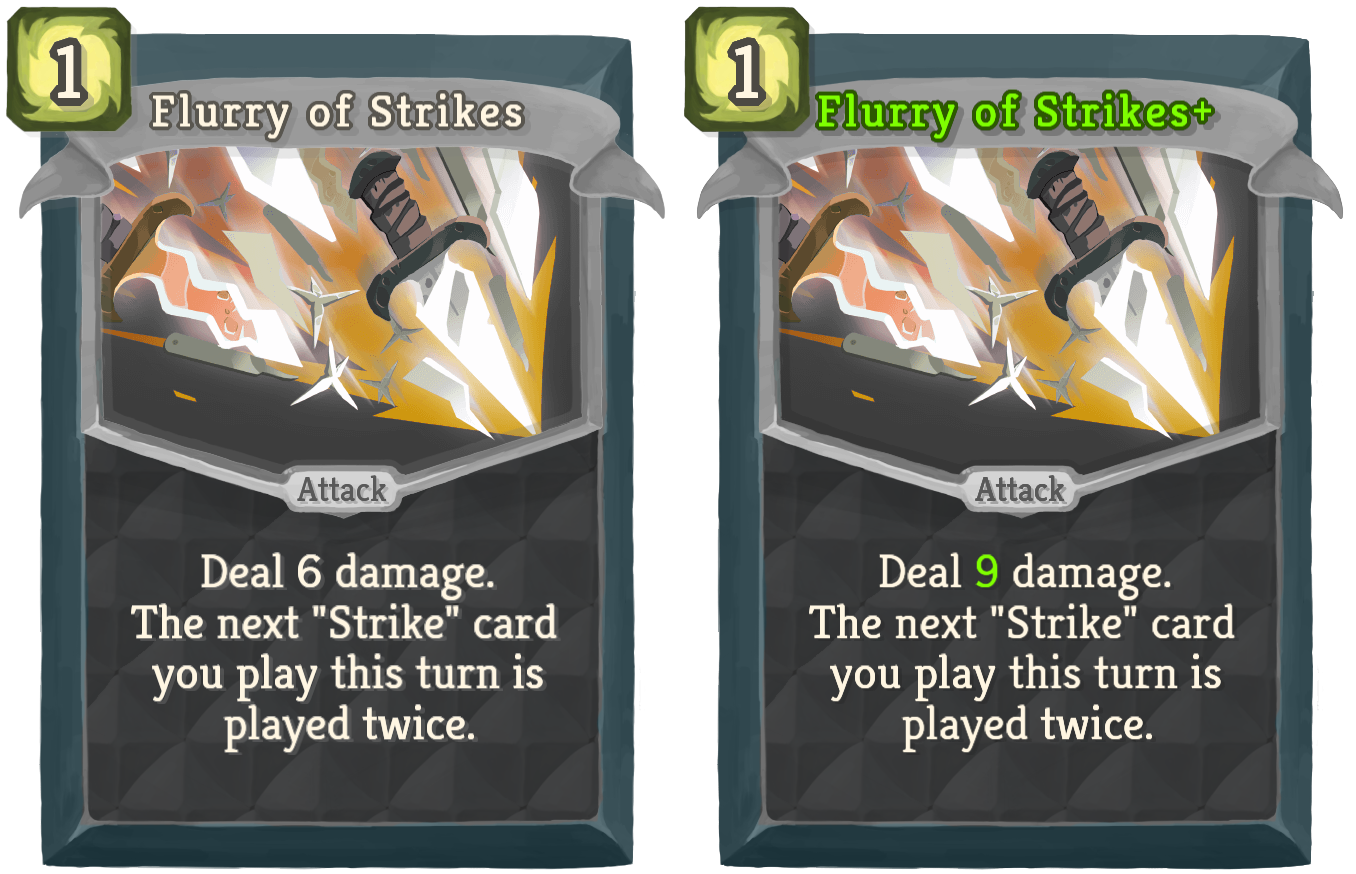 1
Flurry of Strikes
Attack
Deal 6 damage.
The next "Strike" card
you play this turn is
played twice.
1
Flurry of Strikes+
Attack
Deal 9 damage.
The next "Strike" card
you play this turn is
played twice.